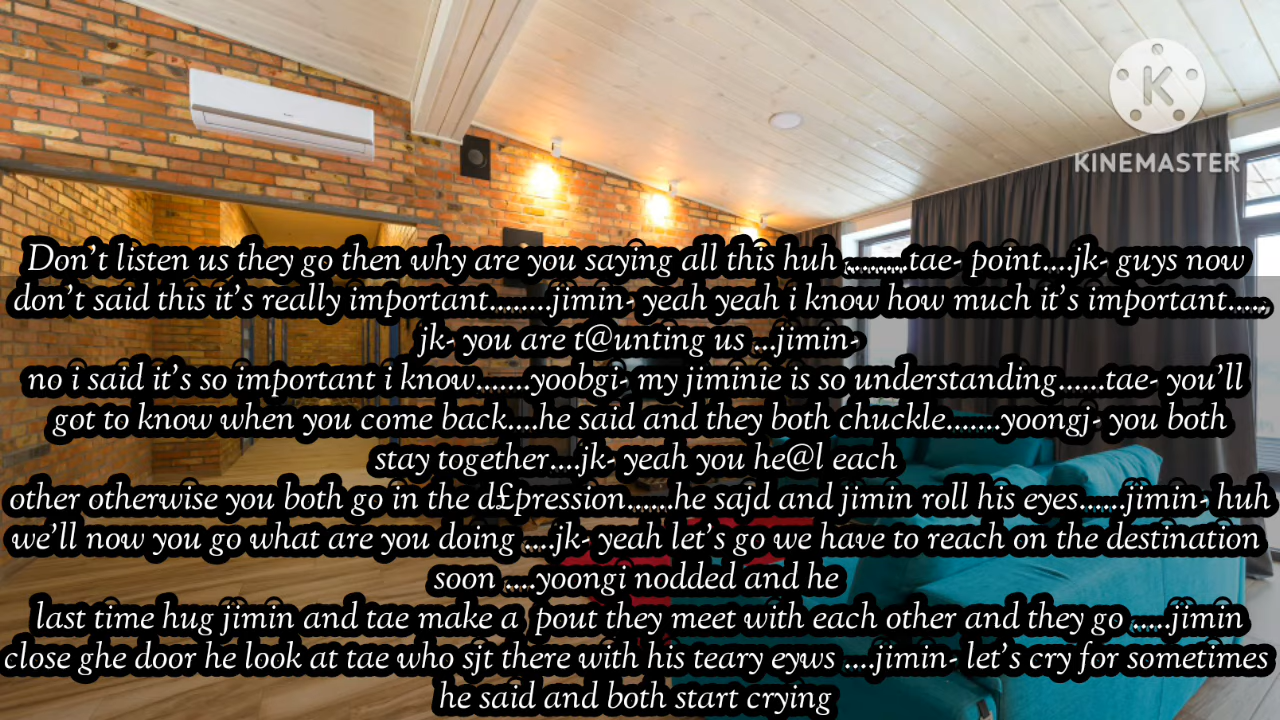 KINEMASTER
Don't listen us they go then why are you saying all this huh ,........tae- point....jk- guys now
don't said this it's really important........jimin- yeah yeah i know how much it's important.....,
jk- you are t@unting us ...jimin-
no i said it's so important i know.......yoobgi- my jiminie is so understanding......tae- you'll
got to know when you come back....he said and they both chuckle.......yoongj- you both
stay together....jk- yeah you he@l each
other otherwise you both go in the d£pression.......he sajd and jimin roll his eyes......jimin- huh
we'll now you go what are you doing ....jk- yeah let's go we have to reach on the destination
soon ....yoongi nodded and he
last time hug jimin and tae make a pout they meet with each other and they go .....jimin
close ghe door he look at tae who sjt there with his teary eyws ....jimin- let's cry for sometimes
he said and both start crying